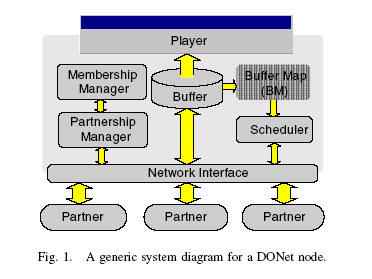 Player
Membership
Manager
Buffer
Buffer Map
(BM)
Partnership
Manager
Scheduler
Network Interface
Partner
Partner
Partner
Fig. 1. A generic system diagram for a DONet node.